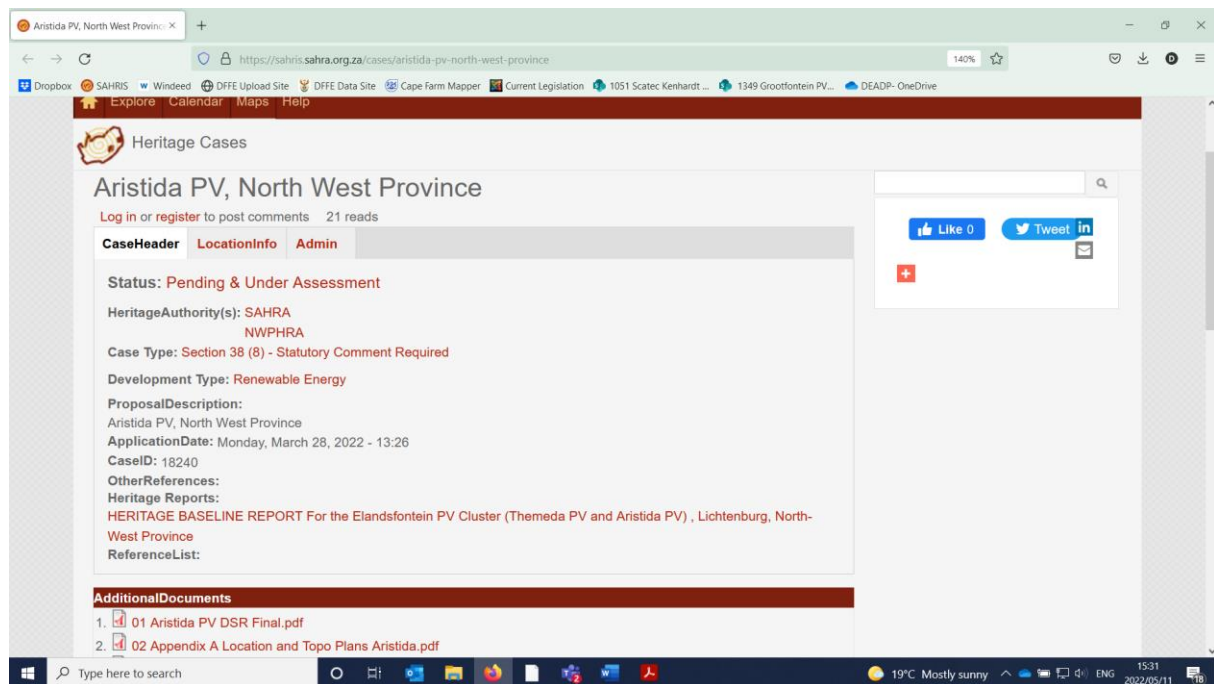 Aristida PV, North West Provinc
https://sahris.sahra.org.za/cases/aristida-pv-north-west-province
140%
Dropbox SAHRIS Windeed DFFE Upload Site DFFE Data Site Cape Farm Mapper Current Legislation 1051 Scatec Kenhardt ... 1349 Grootfontein PV... DEADP- OneDrive
Explore Calendar Maps Help
Heritage Cases
Aristida PV, North West Province
Log in or register to post comments 21 reads
Like 0 Tweet in
CaseHeader LocationInfo Admin
Status: Pending & Under Assessment
HeritageAuthority(s): SAHRA
NWPHRA
Case Type: Section 38 (8) - Statutory Comment Required
Development Type: Renewable Energy
ProposalDescription:
Aristida PV, North West Province
ApplicationDate: Monday, March 28, 2022 - 13:26
CaseID: 18240
OtherReferences:
Heritage Reports:
HERITAGE BASELINE REPORT For the Elandsfontein PV Cluster (Themeda PV and Aristida PV) , Lichtenburg, North-
West Province
ReferenceList:
AdditionalDocuments
1. 01 Aristida PV DSR Final.pdf
2. 02 Appendix A Location and Topo Plans Aristida.pdf
Type here to search
19°C Mostly sunny
ENG
15:31
2022/05/11
18